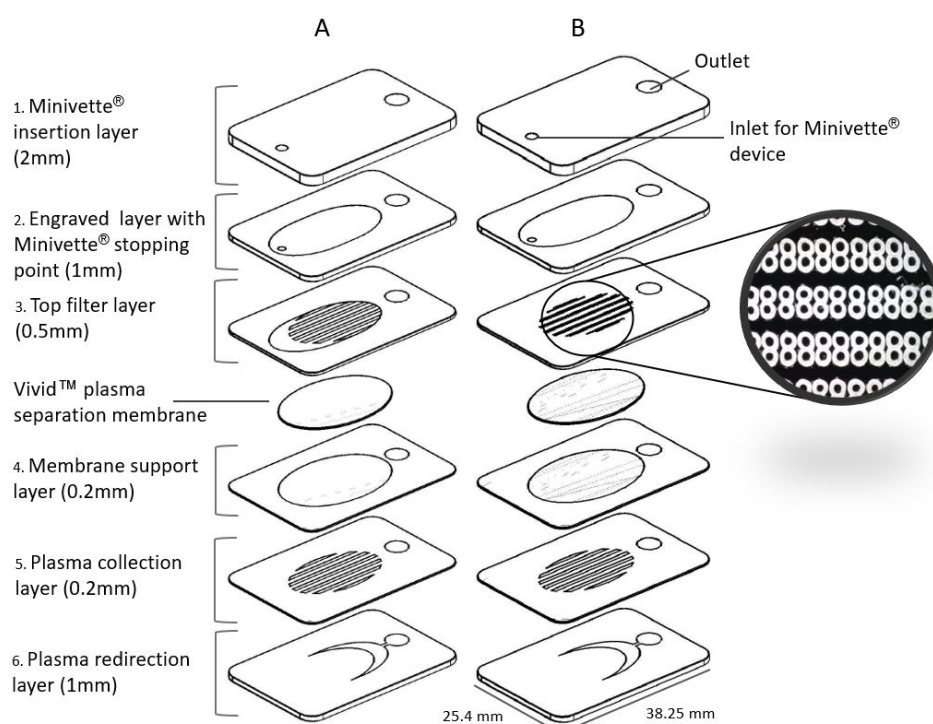 A
B
1. Minivette®
insertion layer
(2mm)
Outlet
Inlet for Minivette®
device
2. Engraved layer with
Minivette® stopping
point (1mm)
3. Top filter layer
(0.5mm)
Vivid™ plasma
separation membrane
4. Membrane support
layer (0.2mm)
5. Plasma collection
layer (0.2mm)
6. Plasma redirection
layer (1mm)
25.4 mm
38.25 mm